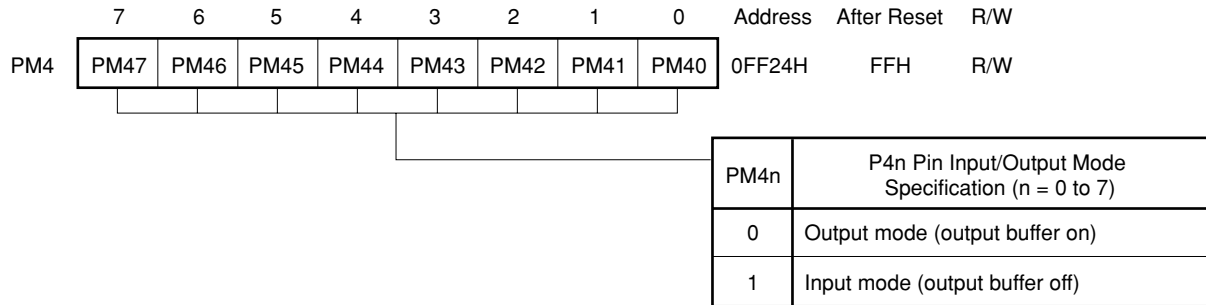 7 6 5 4 3 2 1 0 Address After Reset R/W
PM4 PM47 PM46 PM45 PM44 PM43 PM42 PM41 PM40 0FF24H FFH R/W
PM4n P4n Pin Input/Output Mode
Specification (n = 0 to 7)
0 Output mode (output buffer on)
1 Input mode (output buffer off)